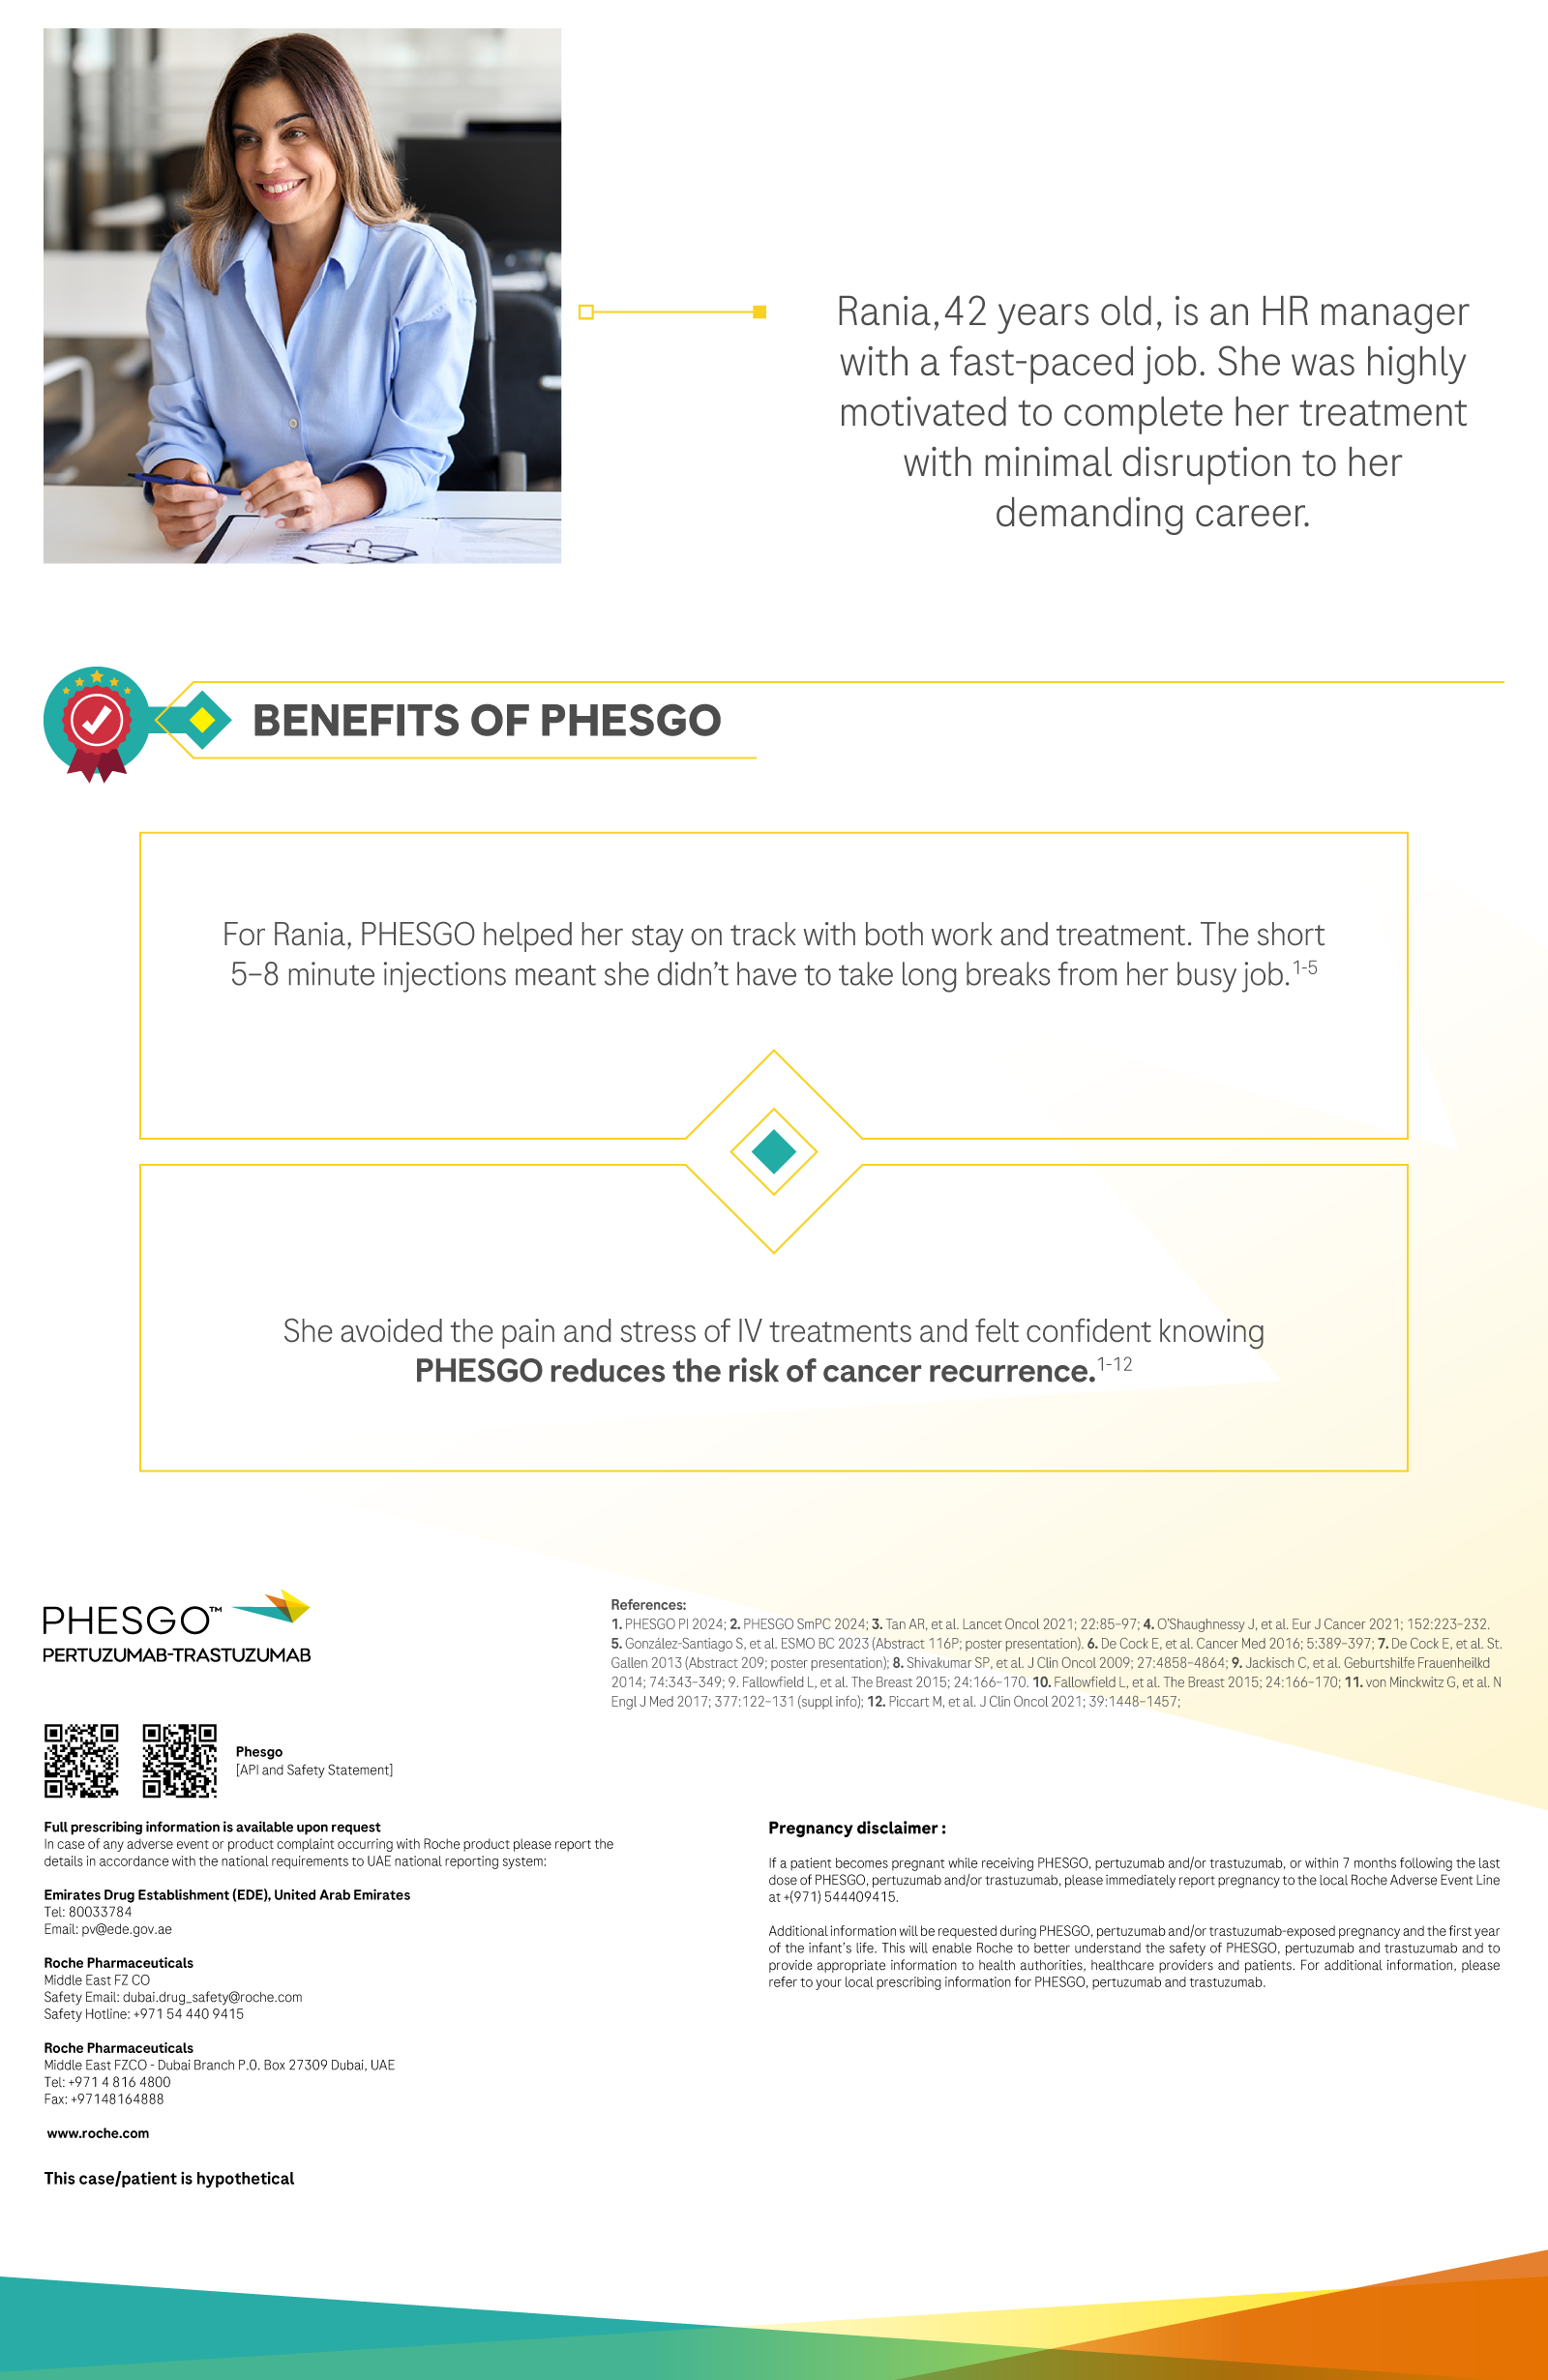 Rania,42 years old, is an HR manager
with a fast-paced job. She was highly
motivated to complete her treatment
with minimal disruption to her
demanding career.
BENEFITS OF PHESGO
For Rania, PHESGO helped her stay on track with both work and treatment. The short
5–8 minute injections meant she didn’t have to take long breaks from her busy job.1-5
She avoided the pain and stress of IV treatments and felt confident knowing
PHESGO reduces the risk of cancer recurrence.1-12
PHESGO™
PERTUZUMAB-TRASTUZUMAB
References:
1. PHESGO PI 2024; 2. PHESGO SmPC 2024; 3. Tan AR, et al. Lancet Oncol 2021; 22:85–97; 4. O’Shaughnessy J, et al. Eur J Cancer 2021; 152:223–232.
5. González-Santiago S, et al. ESMO BC 2023 (Abstract 116P; poster presentation). 6. De Cock E, et al. Cancer Med 2016; 5:389–397; 7. De Cock E, et al. St.
Gallen 2013 (Abstract 209; poster presentation); 8. Shivakumar SP, et al. J Clin Oncol 2009; 27:4858–4864; 9. Jackisch C, et al. Geburtshilfe Frauenheilkd
2014; 74:343–349; 9. Fallowfield L, et al. The Breast 2015; 24:166–170. 10. Fallowfield L, et al. The Breast 2015; 24:166–170; 11. von Minckwitz G, et al. N
Engl J Med 2017; 377:122–131 (suppl info); 12. Piccart M, et al. J Clin Oncol 2021; 39:1448–1457;
Phesgo
[API and Safety Statement]
Full prescribing information is available upon request
In case of any adverse event or product complaint occurring with Roche product please report the
details in accordance with the national requirements to UAE national reporting system:
Emirates Drug Establishment (EDE), United Arab Emirates
Tel: 80033784
Email: pv@ede.gov.ae
Roche Pharmaceuticals
Middle East FZ CO
Safety Email: dubai.drug_safety@roche.com
Safety Hotline: +971 54 440 9415
Roche Pharmaceuticals
Middle East FZCO - Dubai Branch P.O. Box 27309 Dubai, UAE
Tel: +971 4 816 4800
Fax: +97148164888
www.roche.com
This case/patient is hypothetical
Pregnancy disclaimer :
If a patient becomes pregnant while receiving PHESGO, pertuzumab and/or trastuzumab, or within 7 months following the last
dose of PHESGO, pertuzumab and/or trastuzumab, please immediately report pregnancy to the local Roche Adverse Event Line
at +(971) 544409415.
Additional information will be requested during PHESGO, pertuzumab and/or trastuzumab-exposed pregnancy and the first year
of the infant’s life. This will enable Roche to better understand the safety of PHESGO, pertuzumab and trastuzumab and to
provide appropriate information to health authorities, healthcare providers and patients. For additional information, please
refer to your local prescribing information for PHESGO, pertuzumab and trastuzumab.